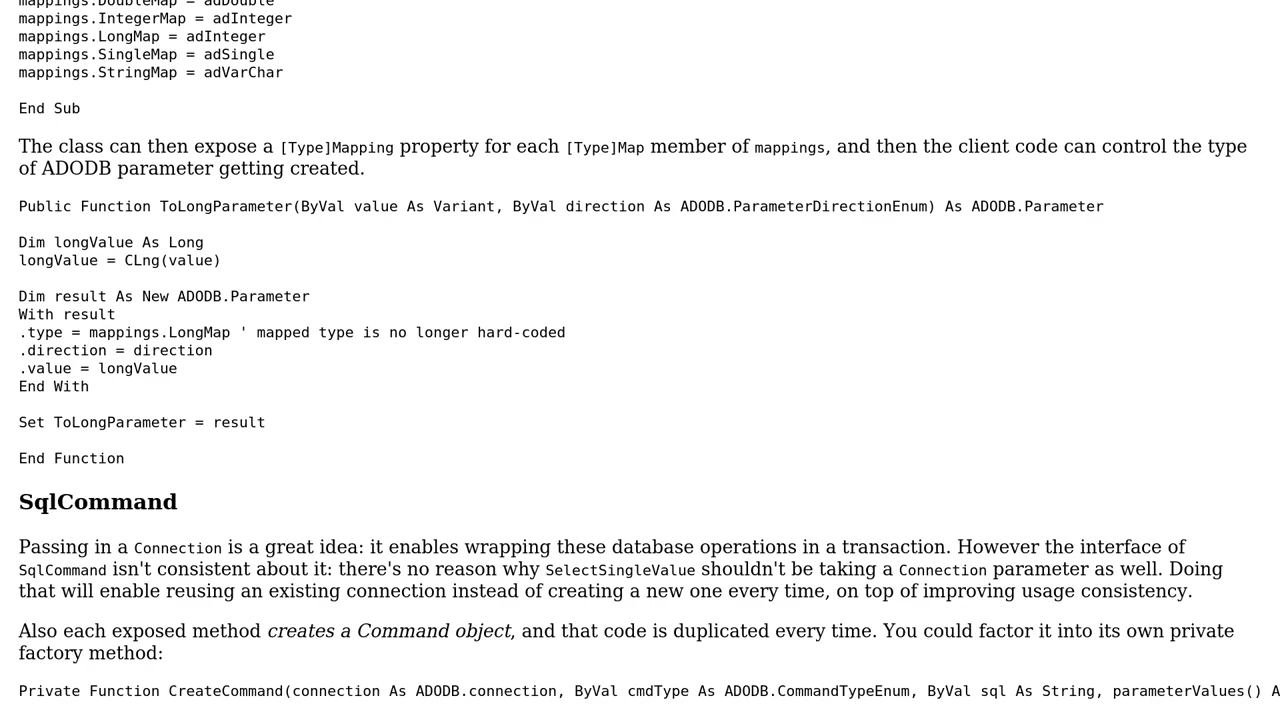 mappings.DoubleMap = adDouble
mappings.IntegerMap = adInteger
mappings.LongMap = adInteger
mappings.SingleMap = adSingle
mappings.StringMap = adVarChar
End Sub
The class can then expose a [Type]Mapping property for each [Type]Map member of mappings, and then the client code can control the type
of ADODB parameter getting created.
Public Function ToLongParameter(ByVal value As Variant, ByVal direction As ADODB.ParameterDirectionEnum) As ADODB.Parameter
Dim longValue As Long
longValue = CLng(value)
Dim result As New ADODB.Parameter
With result
.type = mappings.LongMap ' mapped type is no longer hard-coded
.direction = direction
.value = longValue
End With
Set ToLongParameter = result
End Function
SqlCommand
Passing in a Connection is a great idea: it enables wrapping these database operations in a transaction. However the interface of
SqlCommand isn't consistent about it: there's no reason why SelectSingleValue shouldn't be taking a Connection parameter as well. Doing
that will enable reusing an existing connection instead of creating a new one every time, on top of improving usage consistency.
Also each exposed method creates a Command object, and that code is duplicated every time. You could factor it into its own private
factory method:
Private Function CreateCommand(connection As ADODB.connection, ByVal cmdType As ADODB.CommandTypeEnum, ByVal sql As String, parameterValues() A